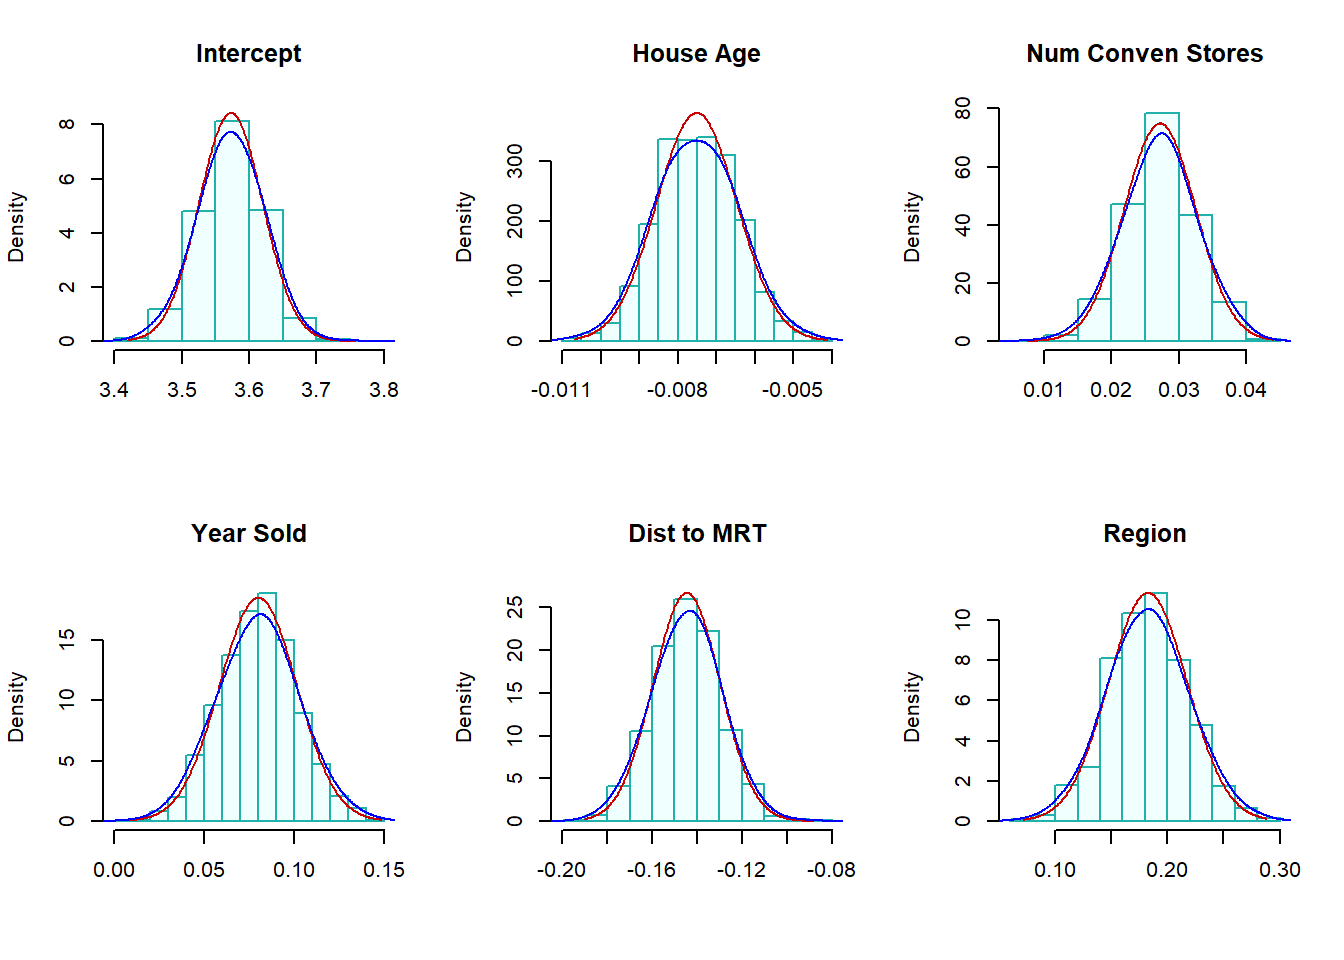 Intercept
House Age
Num Conven Stores
Density
8
6
4
2
0
3.4 3.5 3.6 3.7 3.8
Density
300
200
100
0
-0.011 -0.008 -0.005
Density
80
60
40
20
0
0.01 0.02 0.03 0.04
Year Sold
Dist to MRT
Region
Density
15
10
5
0
0.00 0.05 0.10 0.15
Density
25
20
15
10
5
0
-0.20 -0.16 -0.12 -0.08
Density
10
8
6
4
2
0
0.10 0.20 0.30